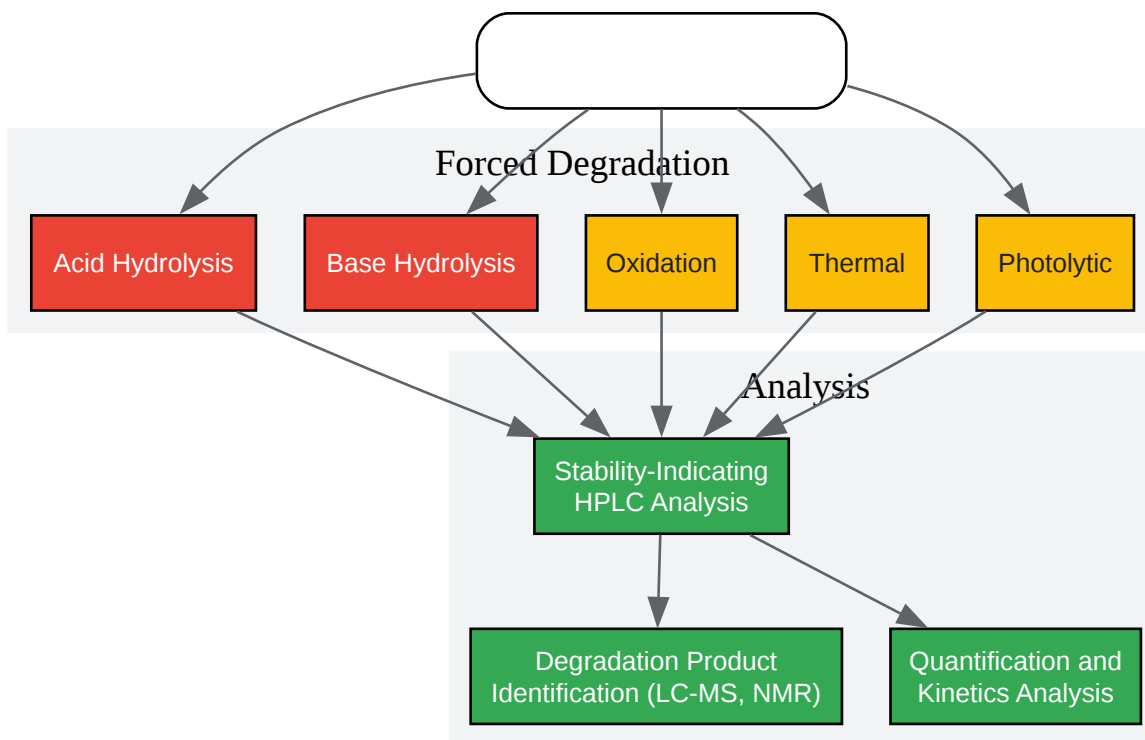 Forced Degradation
Acid Hydrolysis
Base Hydrolysis
Oxidation
Thermal
Photolytic
Analysis
Stability-Indicating
HPLC Analysis
Degradation Product
Identification (LC-MS, NMR)
Quantification and
Kinetics Analysis